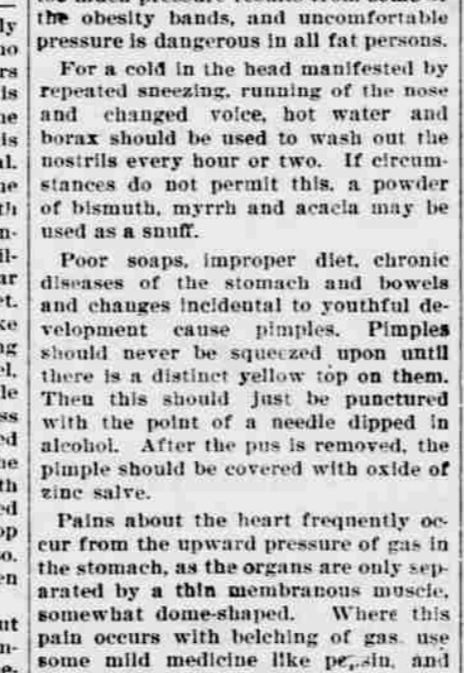 the obesity bands, and uncomfortable
pressure is dangerous in all fat persons.
For a cold in the head manifested by
repeated sneezing, running of the nose
and changed voice, hot water and
borax should be used to wash out the
nostrils every hour or two. If circum-
stances do not permit this, a powder
of bismuth, myrrh and acacia may be
used as a snuff.
Poor soaps, improper diet, chronic
diseases of the stomach and bowels
and changes incidental to youthful de-
velopment cause pimples. Pimples
should never be squeezed upon until
there is a distinct yellow top on them.
Then this should just be punctured
with the point of a needle dipped in
alcohol. After the pus is removed, the
pimple should be covered with oxide of
zinc salve.
Pains about the heart frequently oc-
cur from the upward pressure of gas in
the stomach, as the organs are only sep-
arated by a thin membranous muscle,
somewhat dome-shaped. Where this
pain occurs with belching of gas, use
some mild medicine like pepsin, and